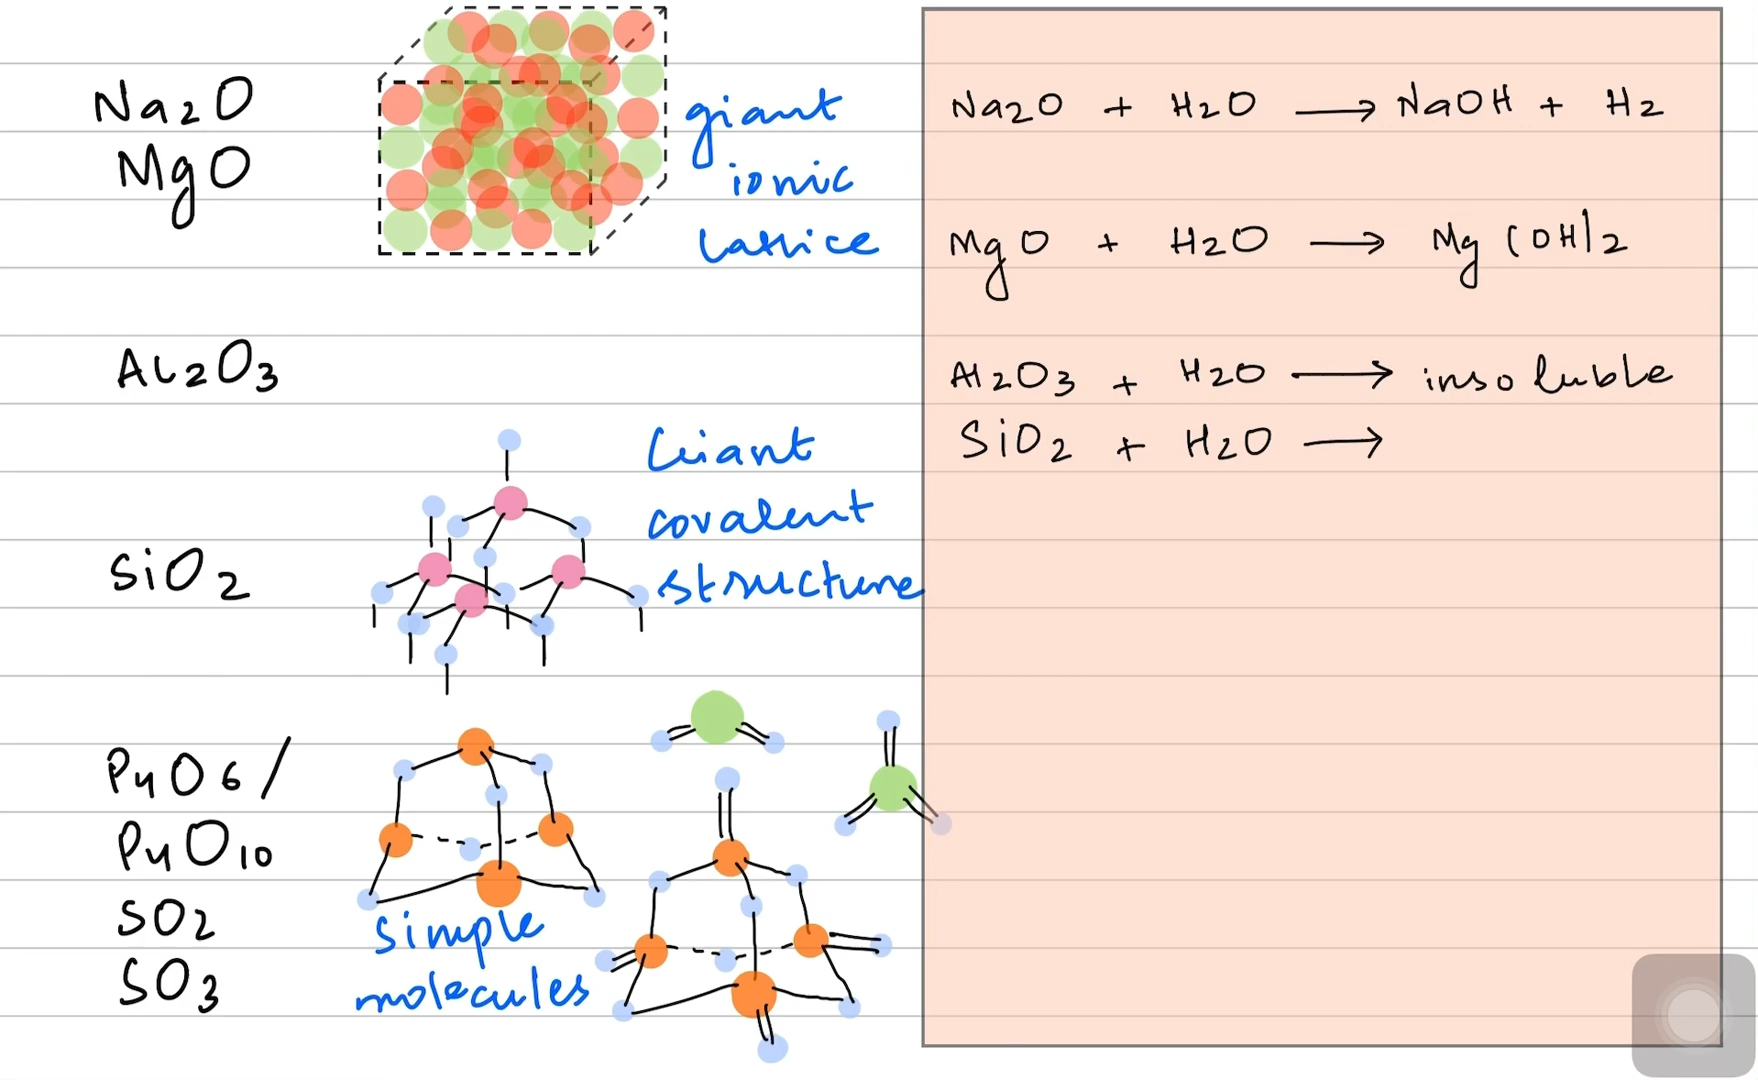 Na2O
MgO
giant
ionic
lattice
Al2O3
SiO2
Giant
covalent
structure
P4O6/
P4O10
SO2
SO3
simple
molecules
Na2O + H2O → NaOH + H2
MgO + H2O → Mg(OH)2
Al2O3 + H2O → insoluble
SiO2 + H2O →